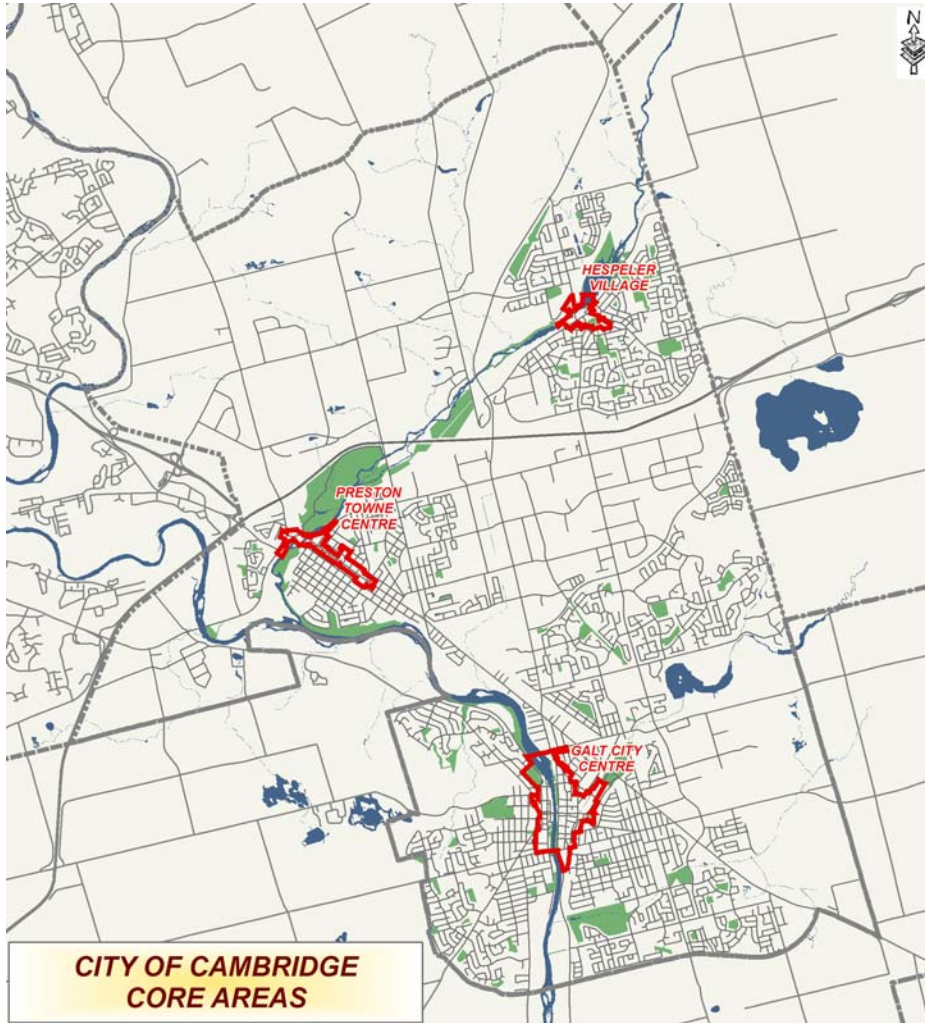 N
HESPELER
VILLAGE
PRESTON
TOWNE
CENTRE
GALT CITY
CENTRE
CITY OF CAMBRIDGE
CORE AREAS